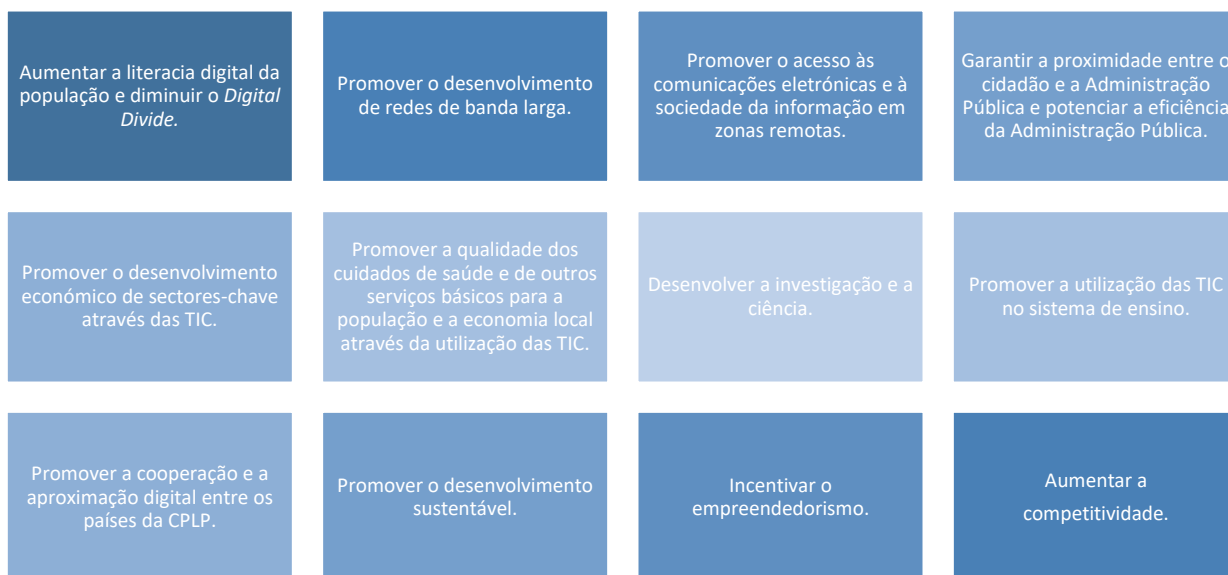 Aumentar a literacia digital da
população e diminuir o Digital
Divide.
Promover o desenvolvimento
de redes de banda larga.
Promover o acesso às
comunicações eletrónicas e à
sociedade da informação em
zonas remotas.
Garantir a proximidade entre o
cidadão e a Administração
Pública e potenciar a eficiência
da Administração Pública.
Promover o desenvolvimento
económico de sectores-chave
através das TIC.
Promover a qualidade dos
cuidados de saúde e de outros
serviços básicos para a
população e a economia local
através da utilização das TIC.
Desenvolver a investigação e a
ciência.
Promover a utilização das TIC
no sistema de ensino.
Promover a cooperação e a
aproximação digital entre os
países da CPLP.
Promover o desenvolvimento
sustentável.
Incentivar o
empreendedorismo.
Aumentar a
competitividade.